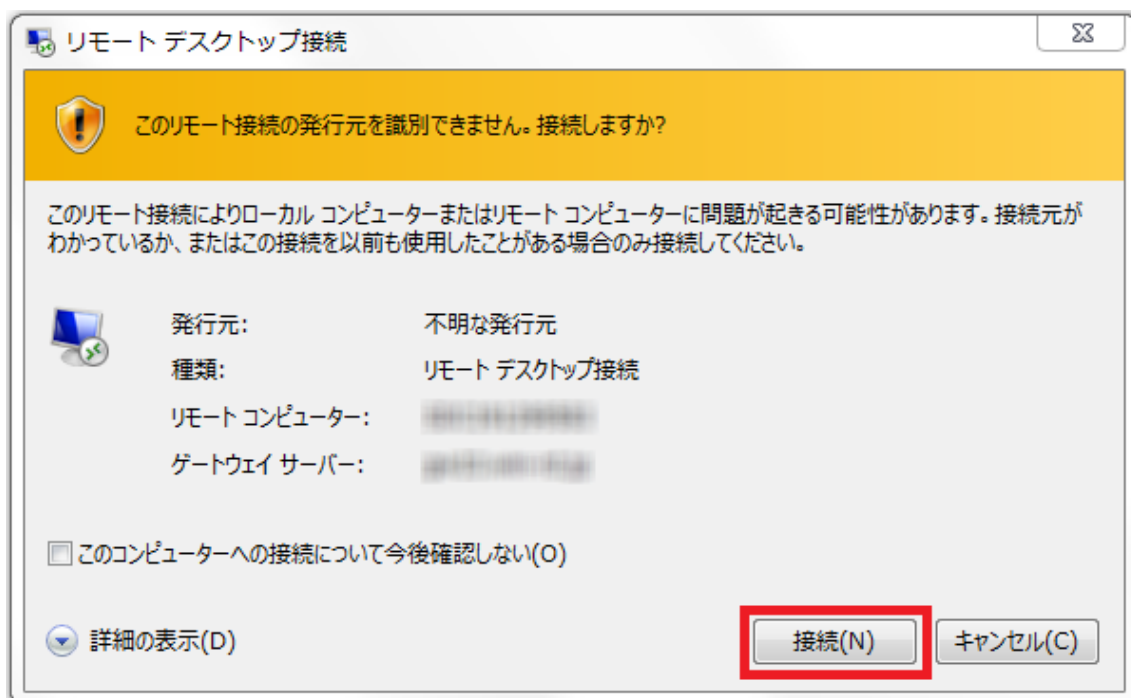 リモート デスクトップ接続
このリモート接続の発行元を識別できません。接続しますか?
このリモート接続によりローカル コンピューターまたはリモート コンピューターに問題が起きる可能性があります。接続元が
わかっているか、またはこの接続を以前も使用したことがある場合のみ接続してください。
発行元: 不明な発行元
種類: リモート デスクトップ接続
リモート コンピューター:
ゲートウェイ サーバー:
このコンピューターへの接続について今後確認しない(O)
詳細の表示(D) 接続(N) キャンセル(C)